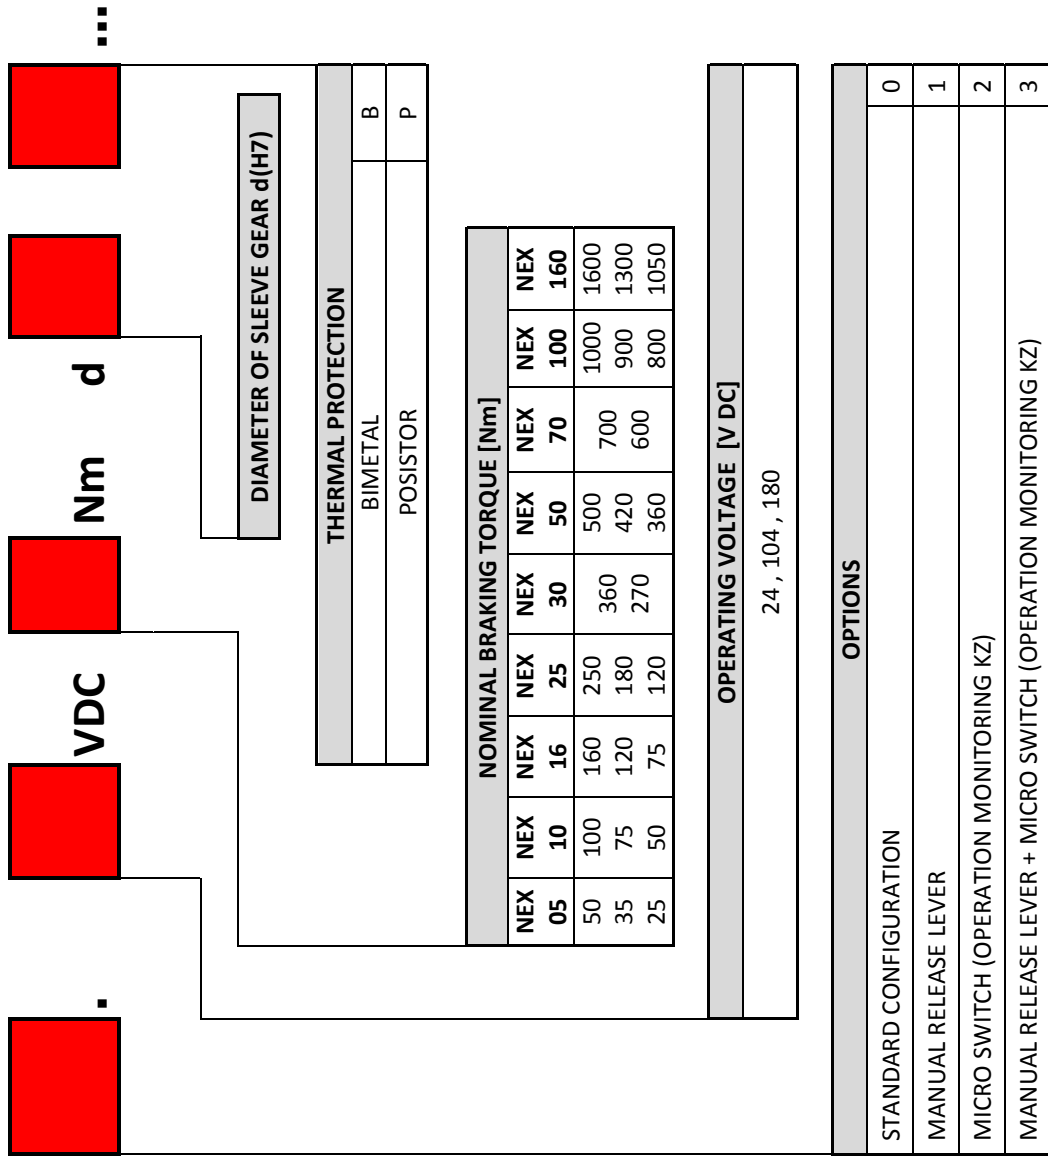 . VDC Nm d ...
DIAMETER OF SLEEVE GEAR d(H7)
THERMAL PROTECTION
BIMETAL B
POSISTOR P
NOMINAL BRAKING TORQUE [Nm]
NEX NEX NEX NEX NEX NEX NEX NEX NEX
05 10 16 25 30 50 70 100 160
50 100 160 250 360 500 700 1000 1600
35 75 120 180 270 420 600 900 1300
25 50 75 120 360 800 1050
OPERATING VOLTAGE [V DC]
24 , 104 , 180
OPTIONS
STANDARD CONFIGURATION 0
MANUAL RELEASE LEVER 1
MICRO SWITCH (OPERATION MONITORING KZ) 2
MANUAL RELEASE LEVER + MICRO SWITCH (OPERATION MONITORING KZ) 3